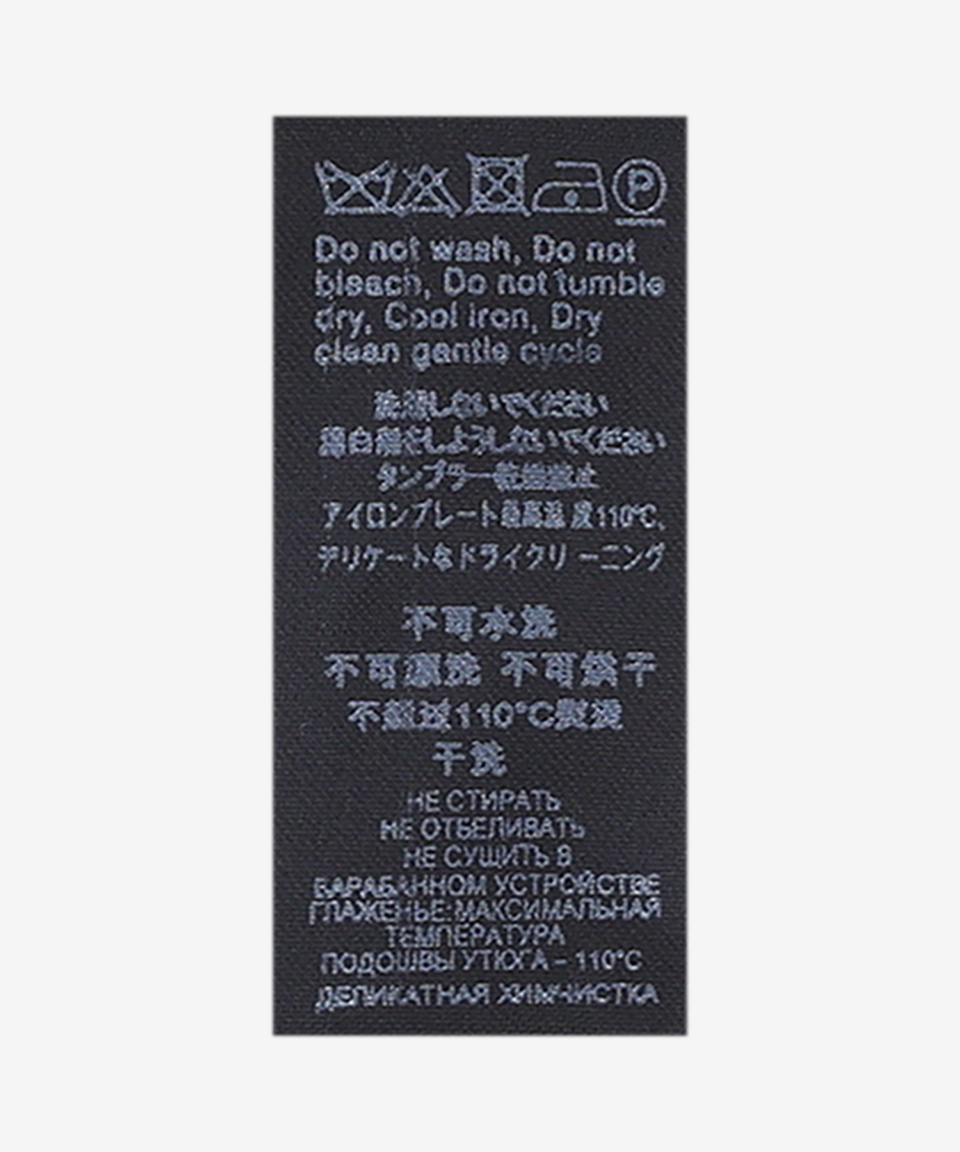 P
Do not wash, Do not
bleach, Do not tumble
dry, Cool iron, Dry
clean gentle cycle
洗濯しないでください
漂白剤をしようしないでください
タンブラー乾燥禁止
アイロンプレート最高温度110℃、
デリケートなドライクリーニング
不可水洗
不可漂洗 不可烘干
不超过110°C熨烫
干洗
НЕ СТИРАТЬ
НЕ ОТБЕЛИВАТЬ
НЕ СУШИТЬ В
БАРАБАННОМ УСТРОЙСТВЕ
ГЛАЖЕНЬЕ: МАКСИМАЛЬНАЯ
ТЕМПЕРАТУРА
ПОДОШВЫ УТЮГА – 110°C
ДЕЛИКАТНАЯ ХИМЧИСТКА